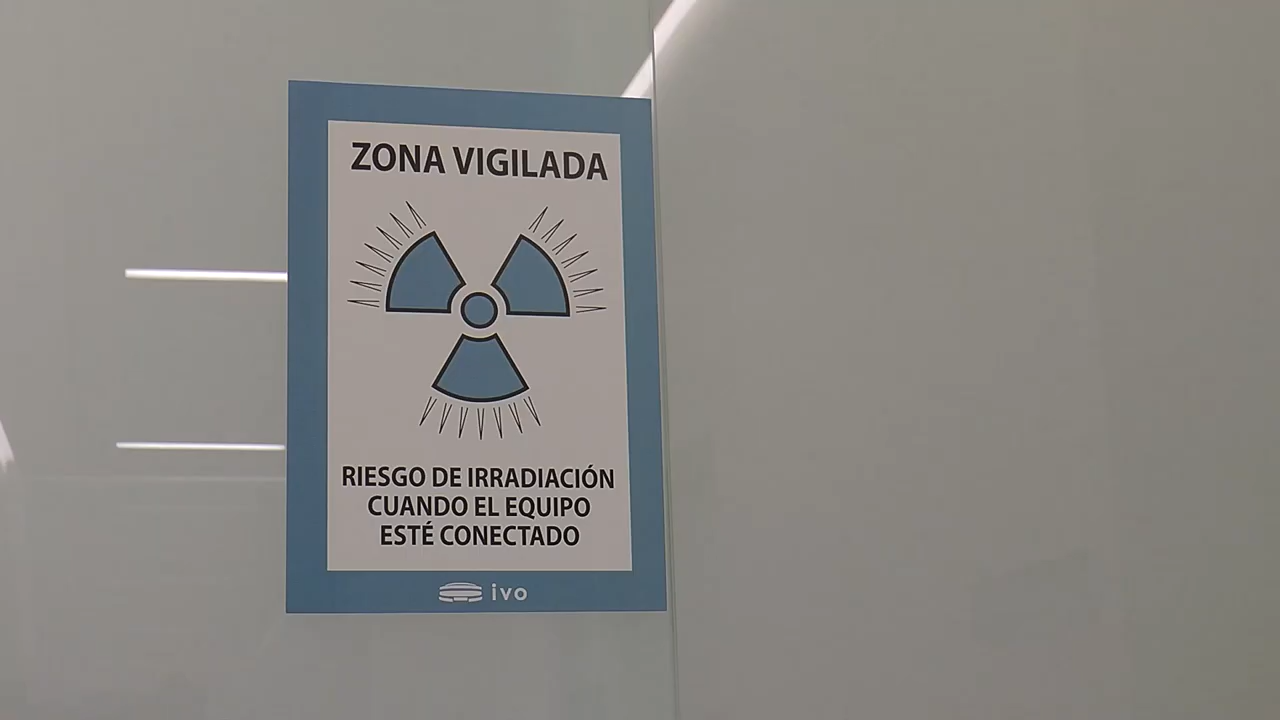 ZONA VIGILADA
RIESGO DE IRRADIACIÓN
CUANDO EL EQUIPO
ESTÉ CONECTADO
ivo